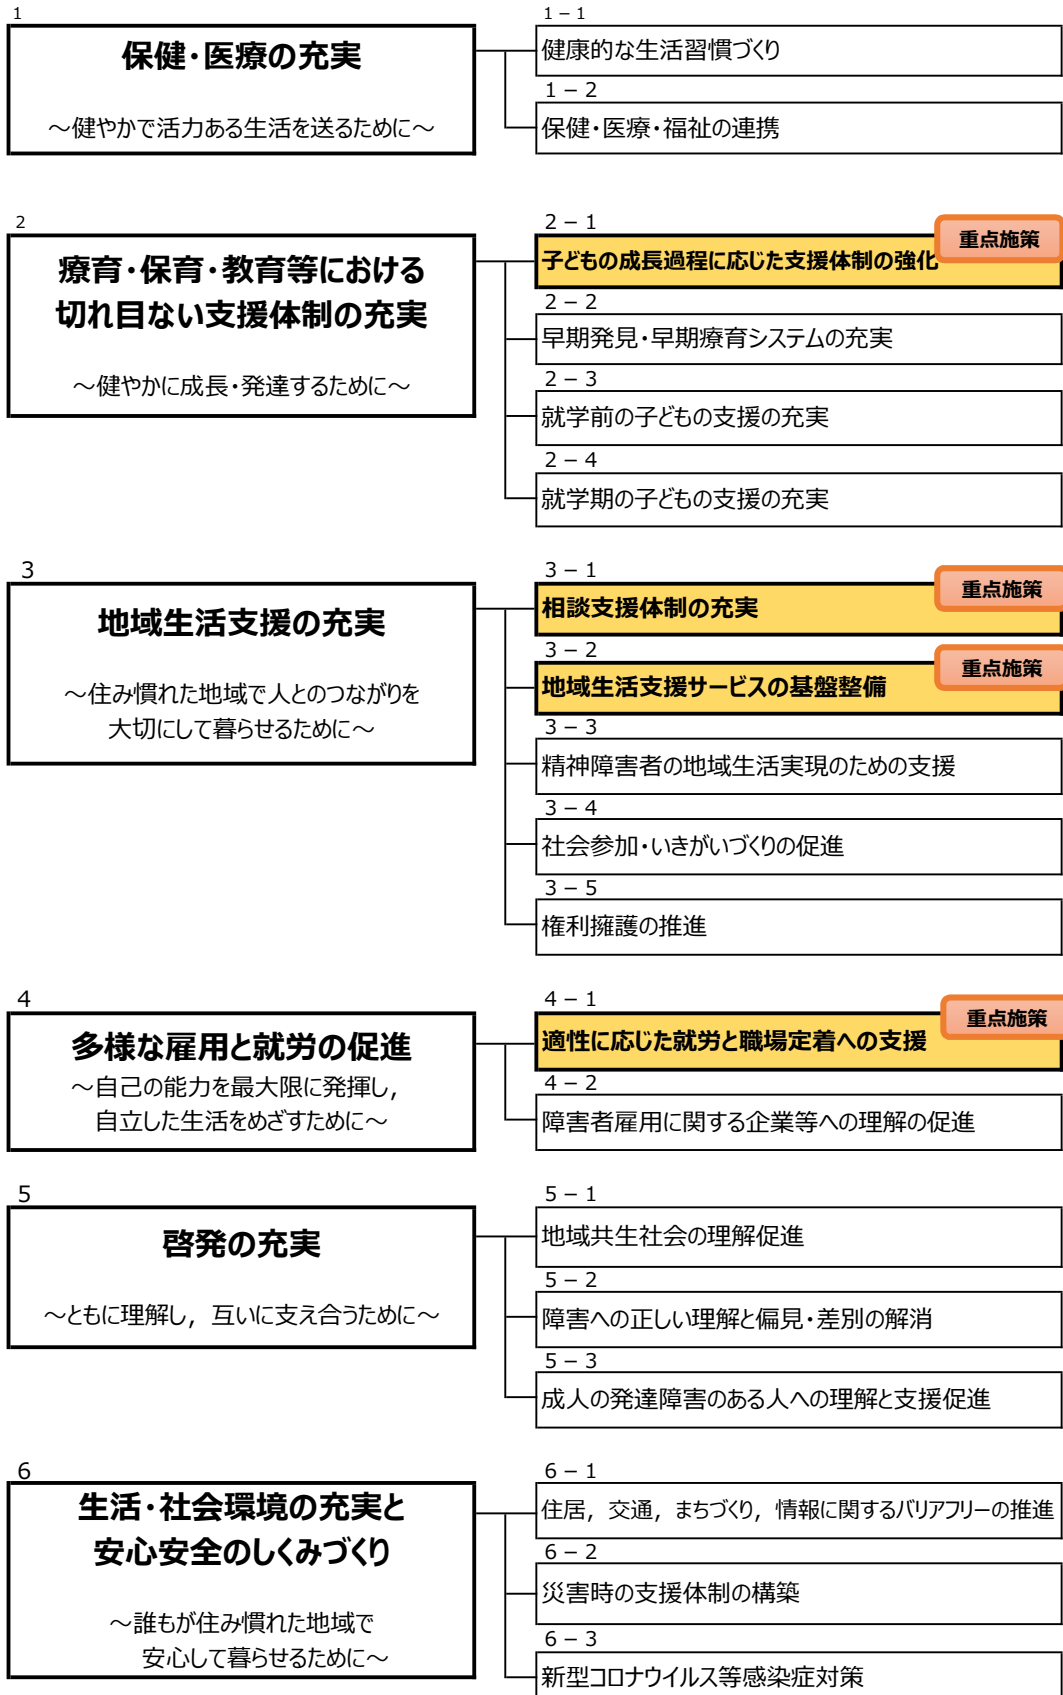 1
保健・医療の充実
～健やかで活力ある生活を送るために～
1－1
健康的な生活習慣づくり
1－2
保健・医療・福祉の連携
2
療育・保育・教育等における
切れ目ない支援体制の充実
～健やかに成長・発達するために～
2－1
重点施策
子どもの成長過程に応じた支援体制の強化
2－2
早期発見・早期療育システムの充実
2－3
就学前の子どもの支援の充実
2－4
就学期の子どもの支援の充実
3
地域生活支援の充実
～住み慣れた地域で人とのつながりを
大切にして暮らせるために～
3－1
重点施策
相談支援体制の充実
3－2
重点施策
地域生活支援サービスの基盤整備
3－3
精神障害者の地域生活実現のための支援
3－4
社会参加・いきがいづくりの促進
3－5
権利擁護の推進
4
多様な雇用と就労の促進
～自己の能力を最大限に発揮し，
自立した生活をめざすために～
4－1
重点施策
適性に応じた就労と職場定着への支援
4－2
障害者雇用に関する企業等への理解の促進
5
啓発の充実
～ともに理解し，互いに支え合うために～
5－1
地域共生社会の理解促進
5－2
障害への正しい理解と偏見・差別の解消
5－3
成人の発達障害のある人への理解と支援促進
6
生活・社会環境の充実と
安心安全のしくみづくり
～誰もが住み慣れた地域で
安心して暮らせるために～
6－1
住居，交通，まちづくり，情報に関するバリアフリーの推進
6－2
災害時の支援体制の構築
6－3
新型コロナウイルス等感染症対策